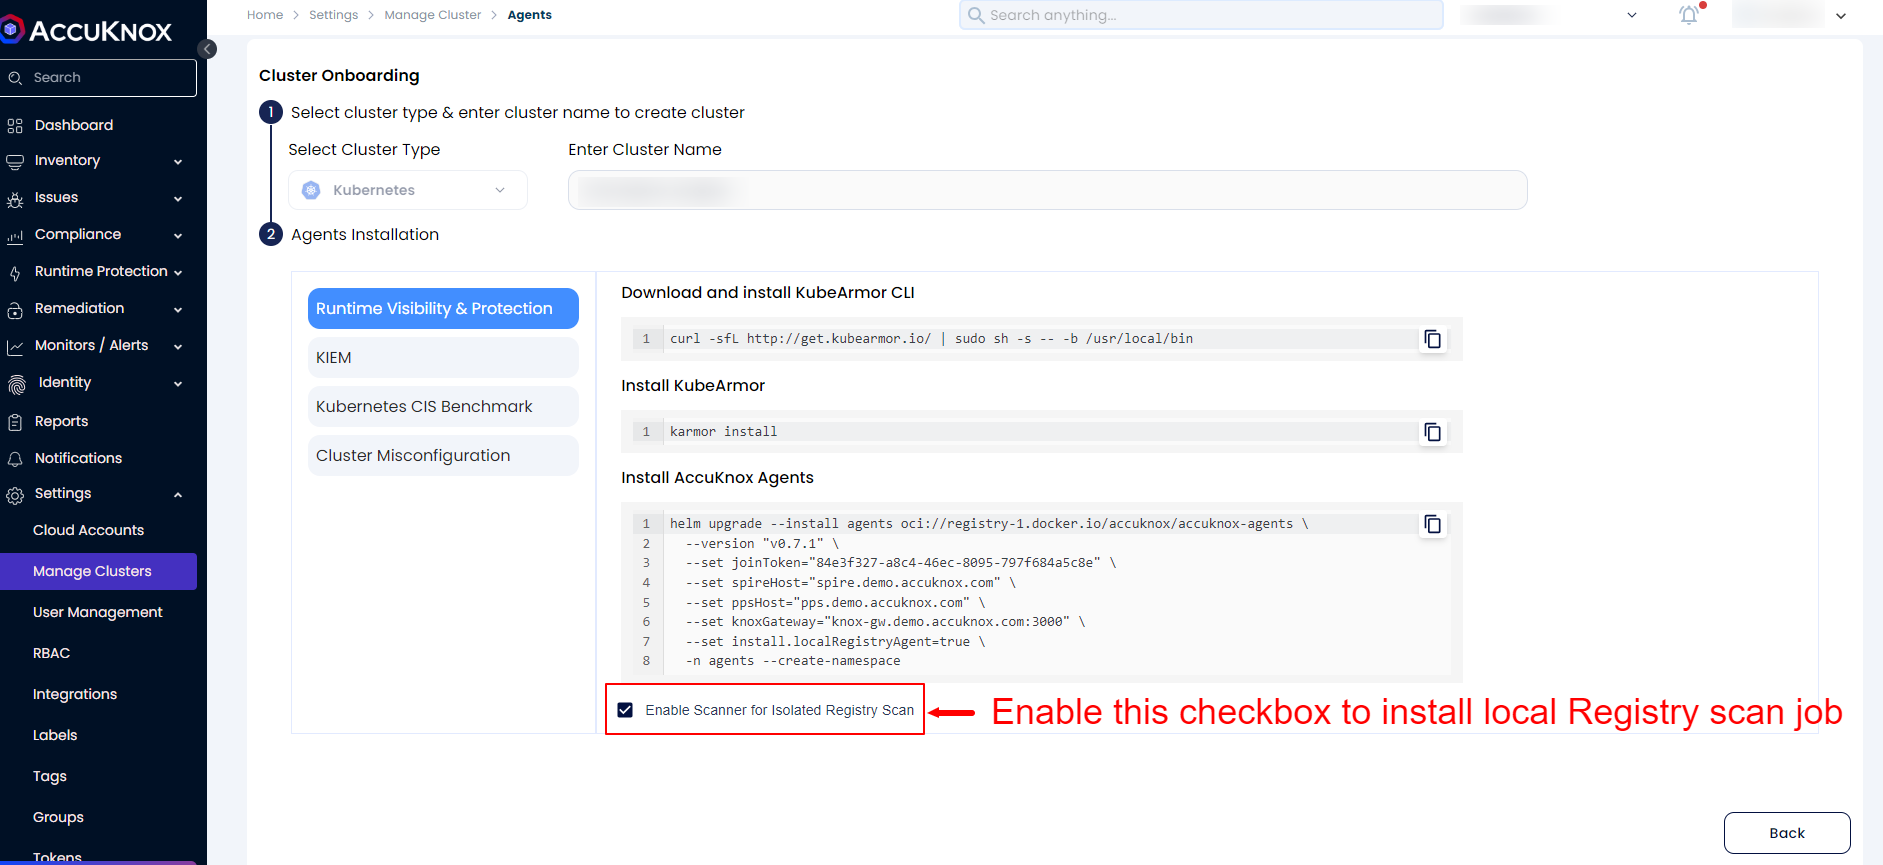 AccuKnox
Search
Dashboard
Inventory
Issues
Compliance
Runtime Protection
Remediation
Monitors / Alerts
Identity
Reports
Notifications
Settings
Cloud Accounts
Manage Clusters
User Management
RBAC
Integrations
Labels
Tags
Groups
Tokens
Home > Settings > Manage Cluster > Agents
Search anything...
Cluster Onboarding
1 Select cluster type & enter cluster name to create cluster
Select Cluster Type
Enter Cluster Name
Kubernetes
2 Agents Installation
Runtime Visibility & Protection
KIEM
Kubernetes CIS Benchmark
Cluster Misconfiguration
Download and install KubeArmor CLI
1 curl -sfL http://get.kubearmor.io/ | sudo sh -s -- -b /usr/local/bin
Install KubeArmor
1 karmor install
Install AccuKnox Agents
1 helm upgrade --install agents oci://registry-1.docker.io/accuknox/accuknox-agents \
2 --version "v0.7.1" \
3 --set joinToken="84e3f327-a8c4-46ec-8095-797f684a5c8e" \
4 --set spireHost="spire.demo.accuknox.com" \
5 --set ppsHost="pps.demo.accuknox.com" \
6 --set knoxGateway="knox-gw.demo.accuknox.com:3000" \
7 --set install.localRegistryAgent=true \
8 -n agents --create-namespace
Enable Scanner for Isolated Registry Scan
Enable this checkbox to install local Registry scan job
Back